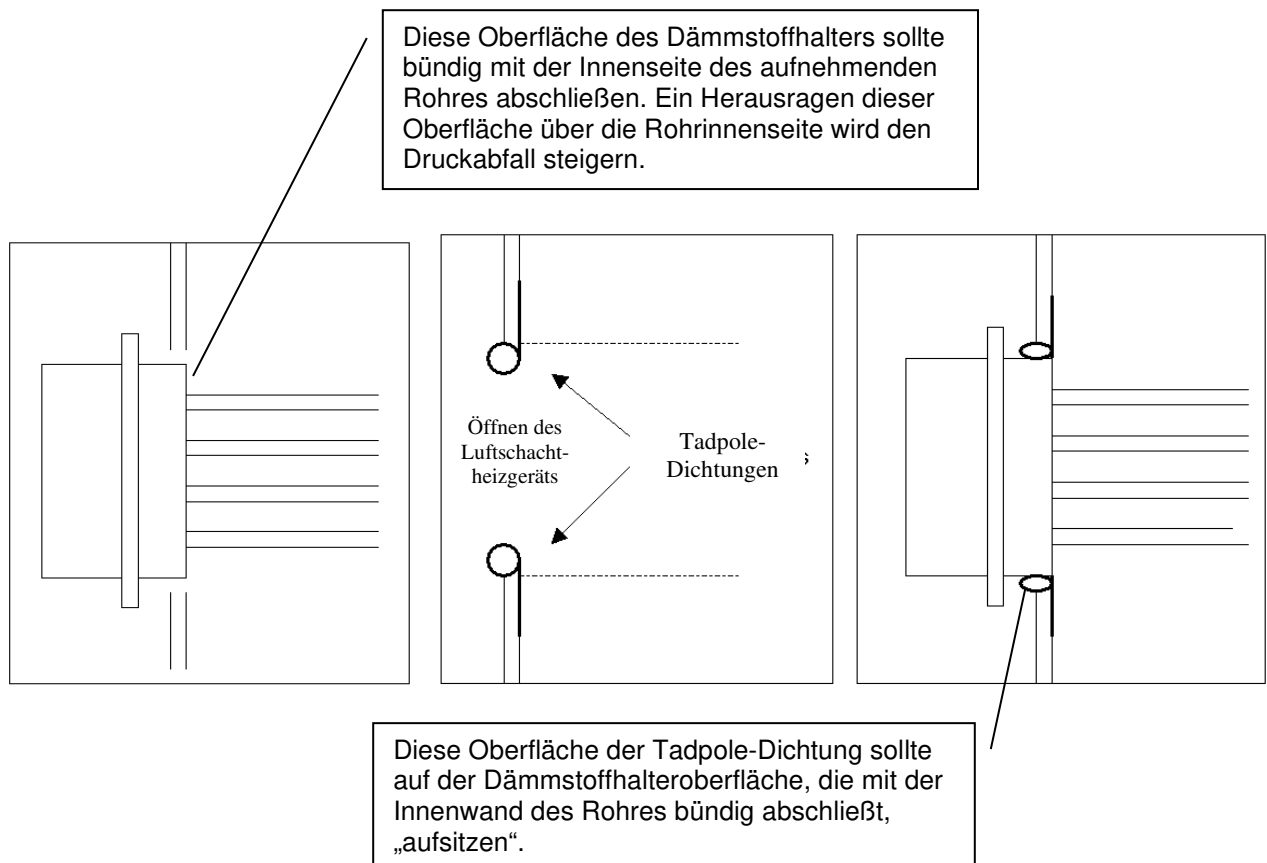 Diese Oberfläche des Dämmstoffhalters sollte
bündig mit der Innenseite des aufnehmenden
Rohres abschließen. Ein Herausragen dieser
Oberfläche über die Rohrinnenseite wird den
Druckabfall steigern.
Öffnen des
Luftschacht-
heizgeräts
Tadpole-
Dichtungen
s
Diese Oberfläche der Tadpole-Dichtung sollte
auf der Dämmstoffhalteroberfläche, die mit der
Innenwand des Rohres bündig abschließt,
„aufsitzen“.